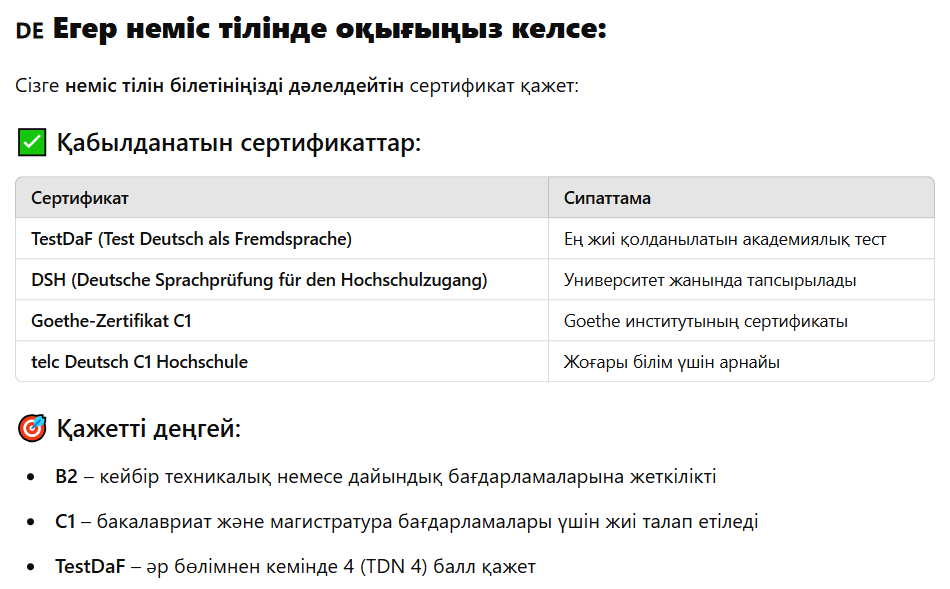 DE Егер неміс тілінде оқығыңыз келсе:
Сізге неміс тілін білетініңізді дәлелдейтін сертификат қажет:
✅ Қабылданатын сертификаттар:
Сертификат Сипаттама
TestDaF (Test Deutsch als Fremdsprache) Ең жиі қолданылатын академиялық тест
DSH (Deutsche Sprachprüfung für den Hochschulzugang) Университет жанында тапсырылады
Goethe-Zertifikat C1 Goethe институтының сертификаты
telc Deutsch C1 Hochschule Жоғары білім үшін арнайы
🎯 Қажетті деңгей:
• B2 – кейбір техникалық немесе дайындық бағдарламаларына жеткілікті
• C1 – бакалавриат және магистратура бағдарламалары үшін жиі талап етіледі
• TestDaF – әр бөлімнен кемінде 4 (TDN 4) балл қажет